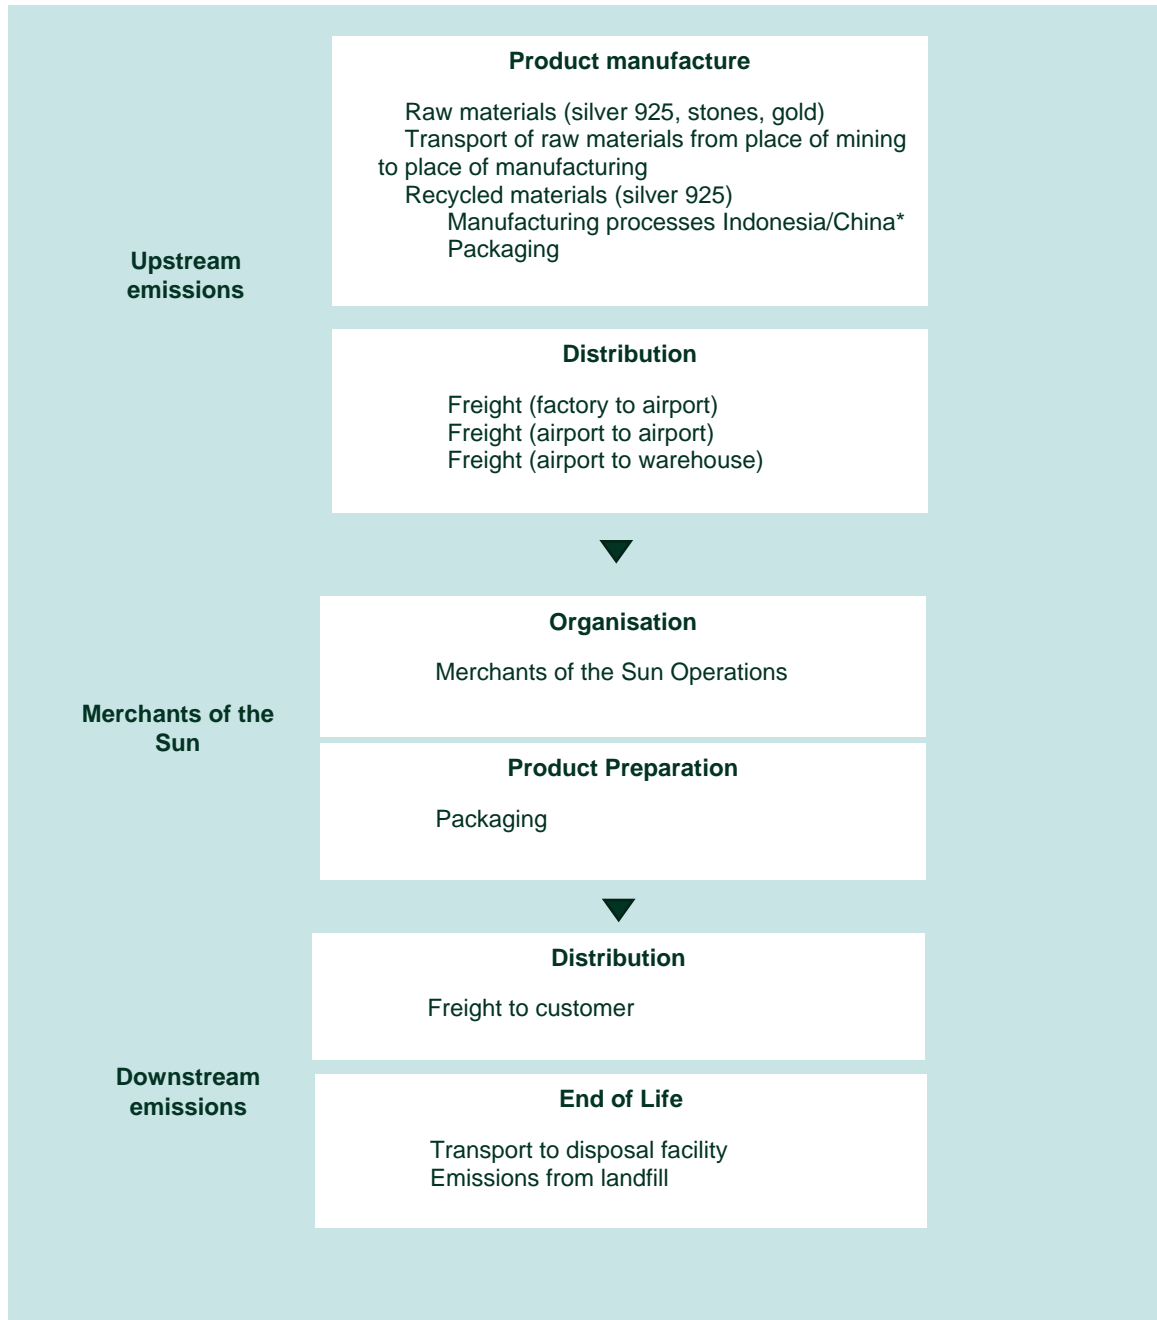 Product manufacture
Raw materials (silver 925, stones, gold)
Transport of raw materials from place of mining
to place of manufacturing
Recycled materials (silver 925)
Manufacturing processes Indonesia/China*
Packaging
Upstream
emissions
Distribution
Freight (factory to airport)
Freight (airport to airport)
Freight (airport to warehouse)
Organisation
Merchants of the Sun Operations
Merchants of the
Sun
Product Preparation
Packaging
Distribution
Freight to customer
Downstream
emissions
End of Life
Transport to disposal facility
Emissions from landfill